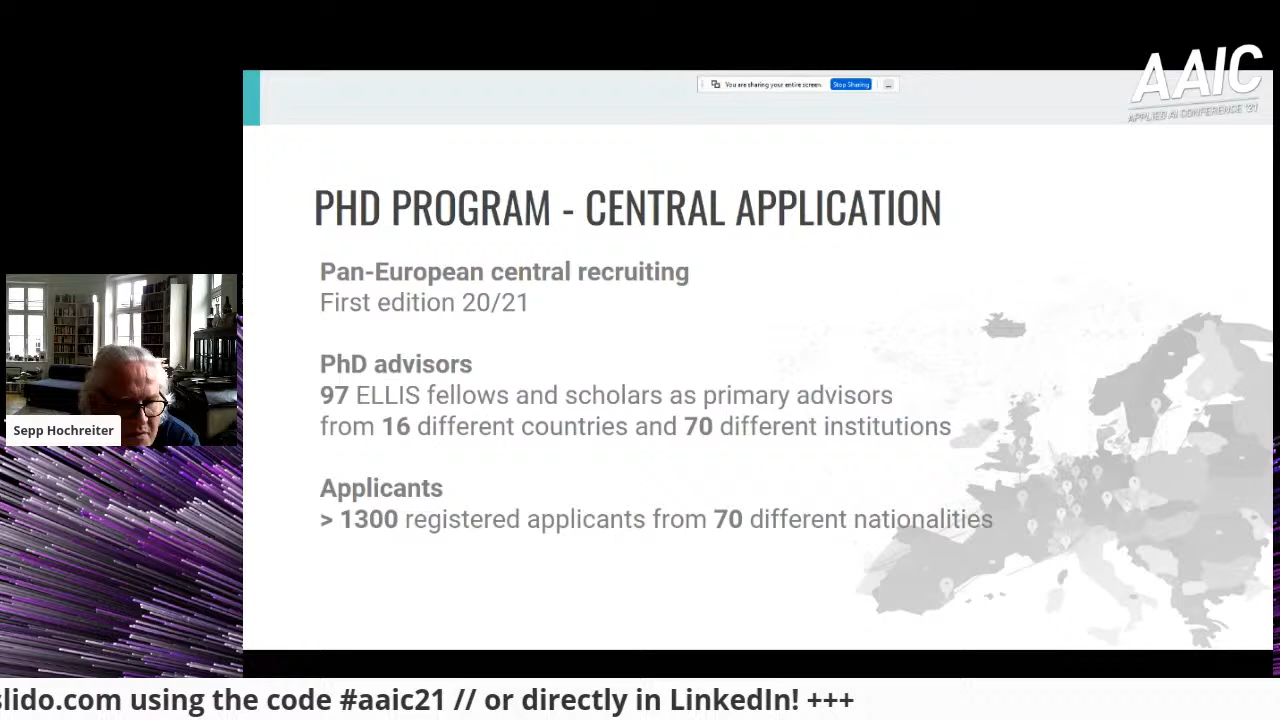 You are sharing your entire screen.
Stop Sharing
AAIC
APPLIED AI CONFERENCE '21
PHD PROGRAM - CENTRAL APPLICATION
Pan-European central recruiting
First edition 20/21
PhD advisors
97 ELLIS fellows and scholars as primary advisors
from 16 different countries and 70 different institutions
Applicants
> 1300 registered applicants from 70 different nationalities
Sepp Hochreiter
slido.com using the code #aaic21 // or directly in LinkedIn! +++